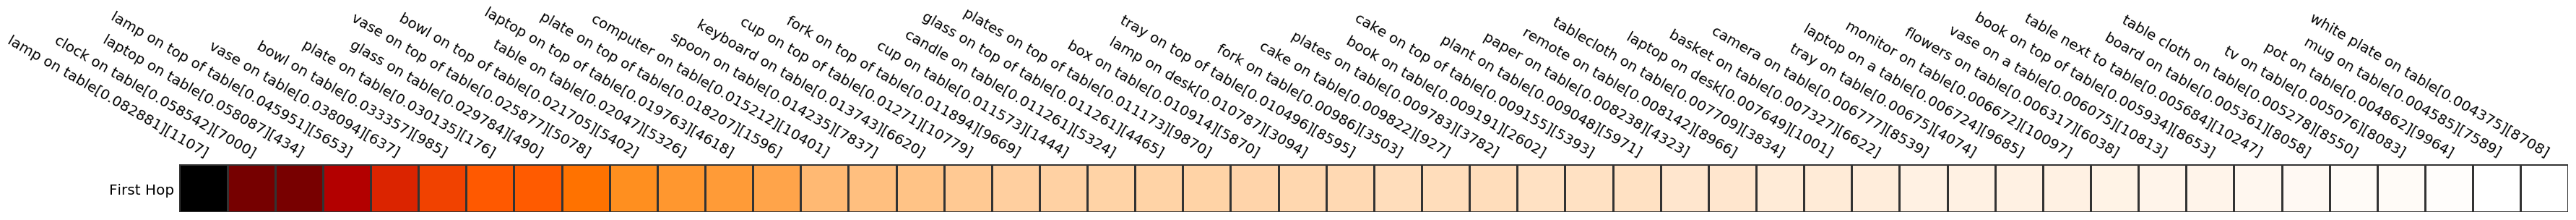 lamp on table[0.082881][1107]
clock on table[0.058542][7000]
laptop on table[0.058087][434]
lamp on top of table[0.045951][5653]
vase on table[0.038094][637]
bowl on table[0.033357][985]
plate on table[0.030135][176]
glass on table[0.029784][490]
vase on top of table[0.025877][5078]
bowl on top of table[0.021705][5402]
table on table[0.02047][5326]
laptop on top of table[0.019763][4618]
plate on top of table[0.018207][1596]
computer on table[0.015212][10401]
spoon on table[0.014235][7837]
keyboard on table[0.013743][6620]
cup on top of table[0.01271][10779]
fork on top of table[0.011894][9669]
cup on table[0.011573][1444]
candle on table[0.011261][5324]
glass on top of table[0.011261][4465]
plates on top of table[0.011173][9870]
box on table[0.010914][5870]
lamp on desk[0.010787][3094]
tray on top of table[0.010496][8595]
fork on table[0.00986][3503]
cake on table[0.009822][927]
plates on table[0.009783][3782]
book on table[0.009191][2602]
cake on top of table[0.009155][5393]
plant on table[0.009048][5971]
paper on table[0.008238][4323]
remote on table[0.008142][8966]
tablecloth on table[0.007709][3834]
laptop on desk[0.007649][1001]
basket on table[0.007327][6622]
camera on table[0.006777][8539]
tray on table[0.00675][4074]
laptop on a table[0.006724][9685]
monitor on table[0.006672][10097]
flowers on table[0.006317][6038]
vase on a table[0.006075][10813]
book on top of table[0.005934][8653]
table next to table[0.005684][10247]
board on table[0.005361][8058]
table cloth on table[0.005278][8550]
tv on table[0.005076][8083]
pot on table[0.004862][9964]
mug on table[0.004585][7589]
white plate on table[0.004375][8708]
First Hop